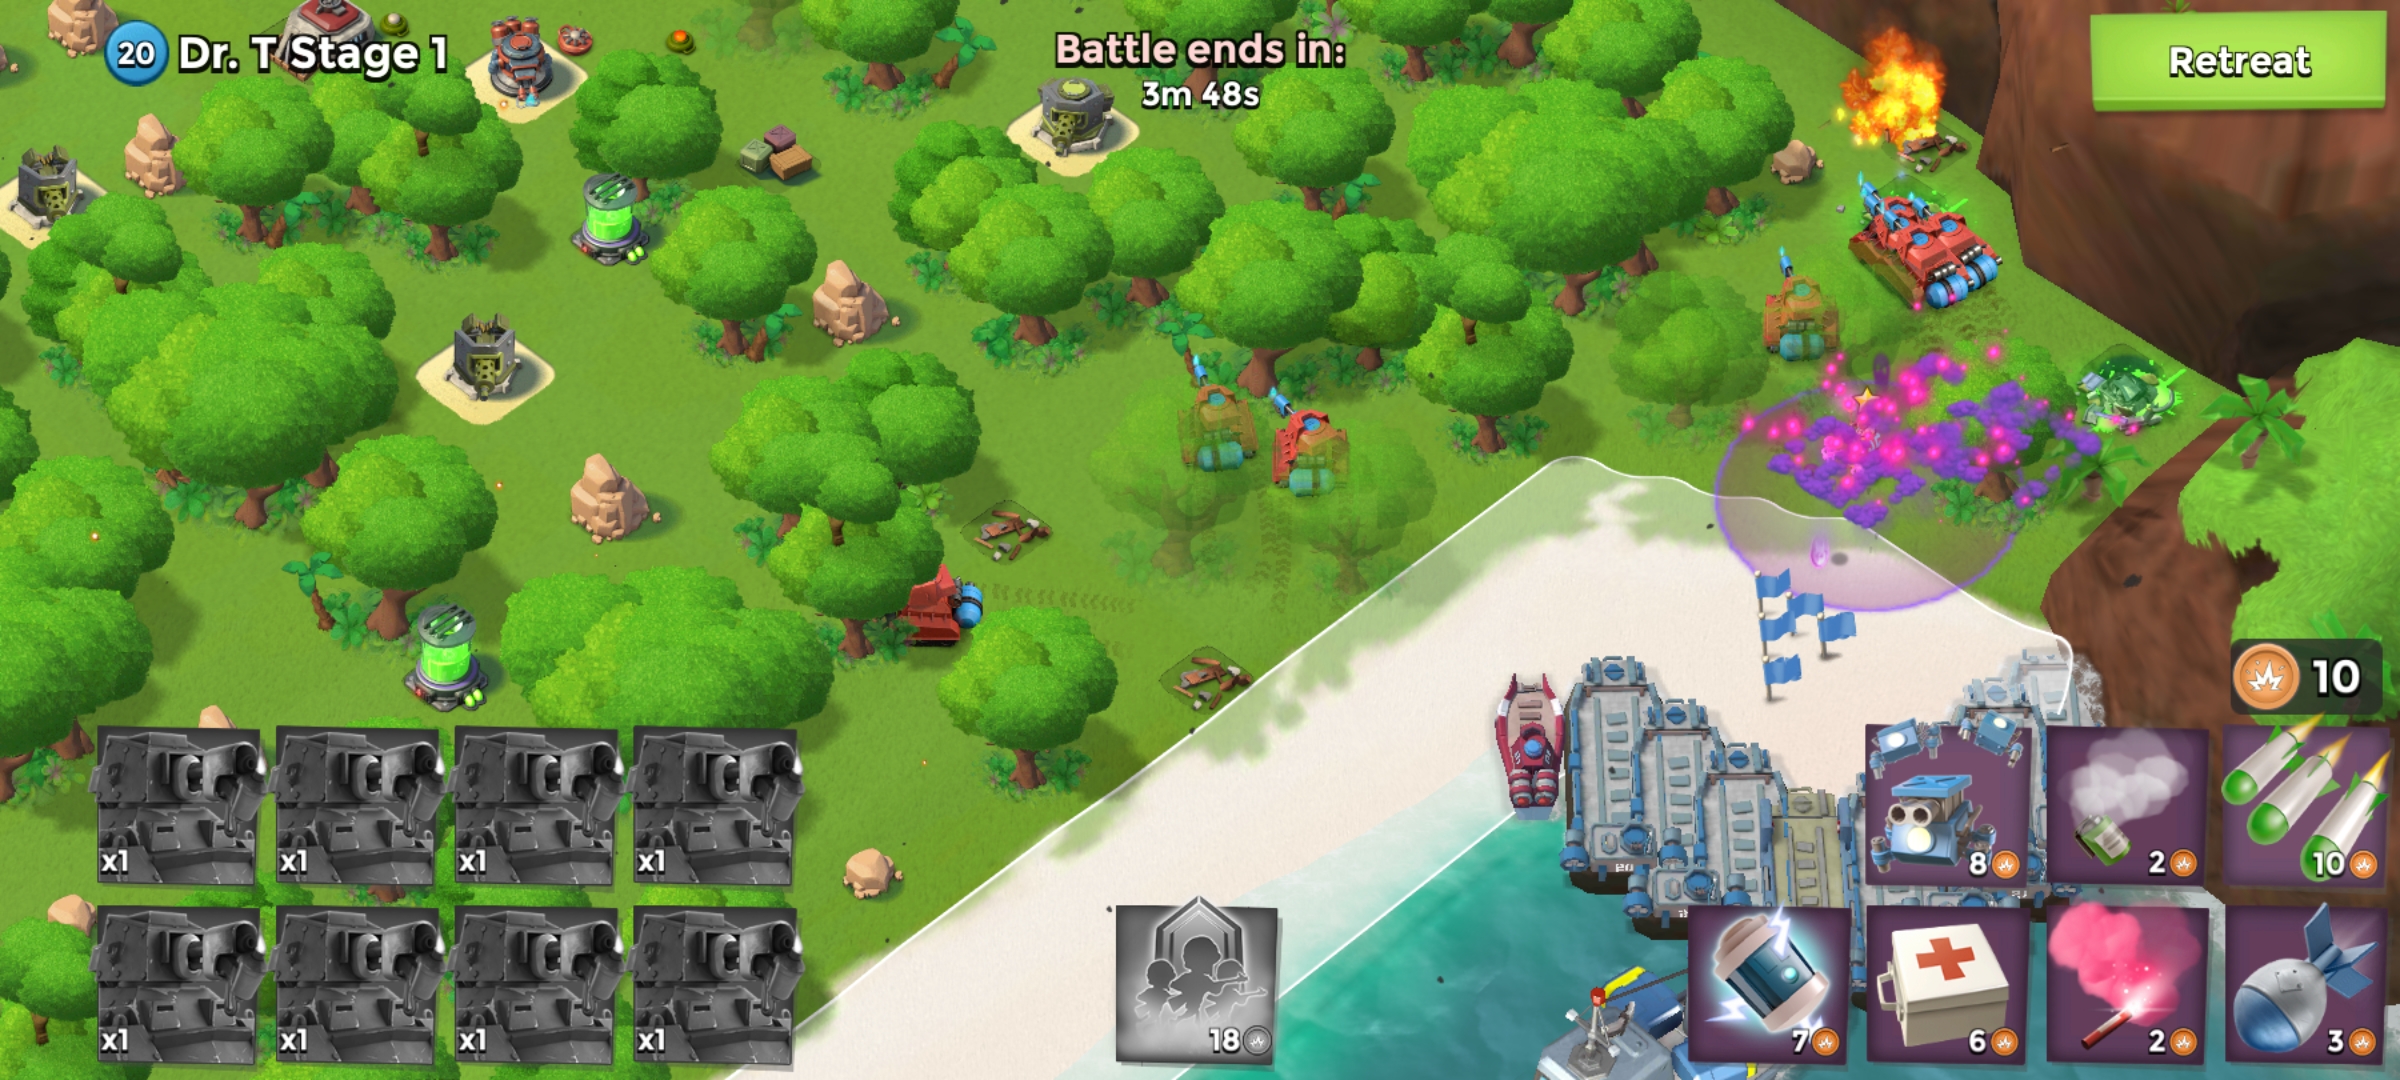 20 Dr. T Stage 1
Battle ends in:
3m 48s
Retreat
10
x1 x1 x1 x1
8 2 10
x1 x1 x1 x1
18 7 6 2 3